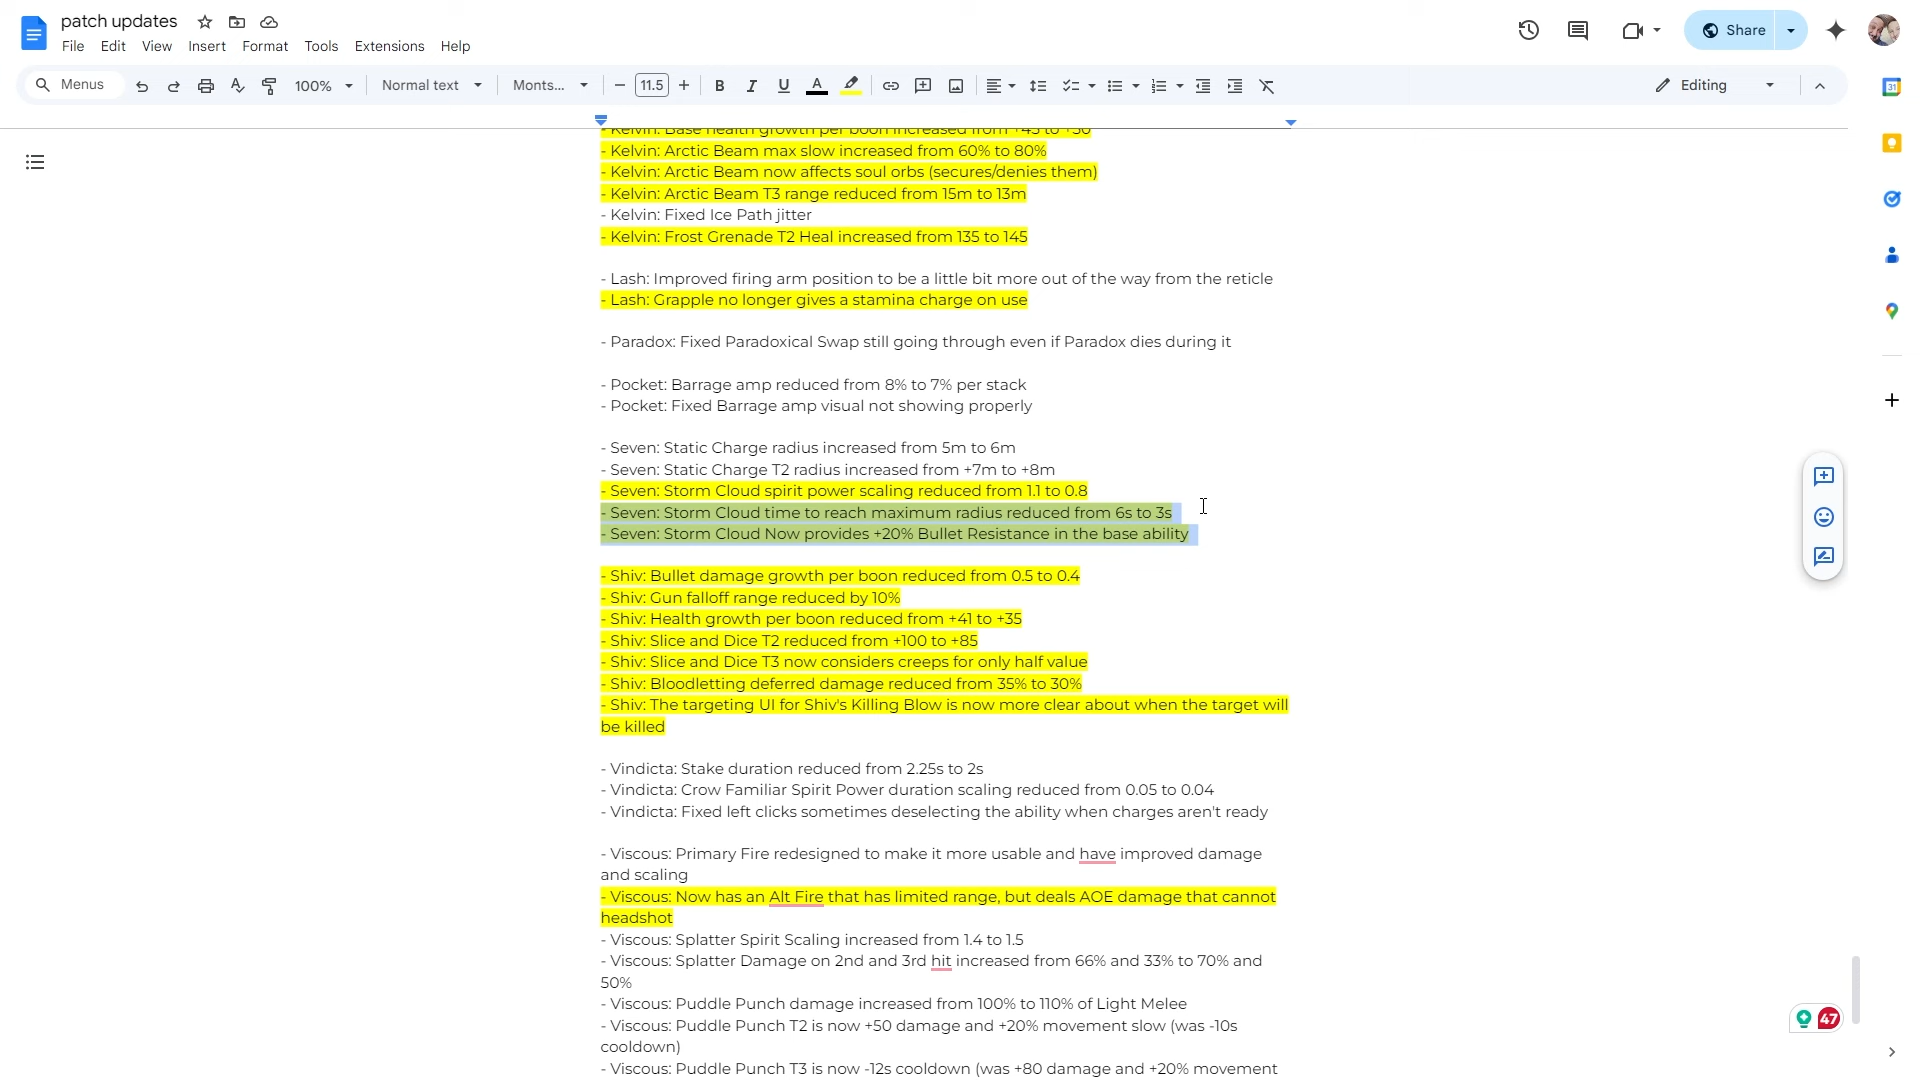 patch updates
File Edit View Insert Format Tools Extensions Help
Share
Menus 100% Normal text Monts... 11.5 Editing
- Kelvin: Base health growth per boon increased from +45 to +50
- Kelvin: Arctic Beam max slow increased from 60% to 80%
- Kelvin: Arctic Beam now affects soul orbs (secures/denies them)
- Kelvin: Arctic Beam T3 range reduced from 15m to 13m
- Kelvin: Fixed Ice Path jitter
- Kelvin: Frost Grenade T2 Heal increased from 135 to 145
- Lash: Improved firing arm position to be a little bit more out of the way from the reticle
- Lash: Grapple no longer gives a stamina charge on use
- Paradox: Fixed Paradoxical Swap still going through even if Paradox dies during it
- Pocket: Barrage amp reduced from 8% to 7% per stack
- Pocket: Fixed Barrage amp visual not showing properly
- Seven: Static Charge radius increased from 5m to 6m
- Seven: Static Charge T2 radius increased from +7m to +8m
- Seven: Storm Cloud spirit power scaling reduced from 1.1 to 0.8
- Seven: Storm Cloud time to reach maximum radius reduced from 6s to 3s
- Seven: Storm Cloud Now provides +20% Bullet Resistance in the base ability
- Shiv: Bullet damage growth per boon reduced from 0.5 to 0.4
- Shiv: Gun falloff range reduced by 10%
- Shiv: Health growth per boon reduced from +41 to +35
- Shiv: Slice and Dice T2 reduced from +100 to +85
- Shiv: Slice and Dice T3 now considers creeps for only half value
- Shiv: Bloodletting deferred damage reduced from 35% to 30%
- Shiv: The targeting UI for Shiv's Killing Blow is now more clear about when the target will
be killed
- Vindicta: Stake duration reduced from 2.25s to 2s
- Vindicta: Crow Familiar Spirit Power duration scaling reduced from 0.05 to 0.04
- Vindicta: Fixed left clicks sometimes deselecting the ability when charges aren't ready
- Viscous: Primary Fire redesigned to make it more usable and have improved damage
and scaling
- Viscous: Now has an Alt Fire that has limited range, but deals AOE damage that cannot
headshot
- Viscous: Splatter Spirit Scaling increased from 1.4 to 1.5
- Viscous: Splatter Damage on 2nd and 3rd hit increased from 66% and 33% to 70% and
50%
- Viscous: Puddle Punch damage increased from 100% to 110% of Light Melee
- Viscous: Puddle Punch T2 is now +50 damage and +20% movement slow (was -10s
cooldown)
- Viscous: Puddle Punch T3 is now -12s cooldown (was +80 damage and +20% movement
31
47